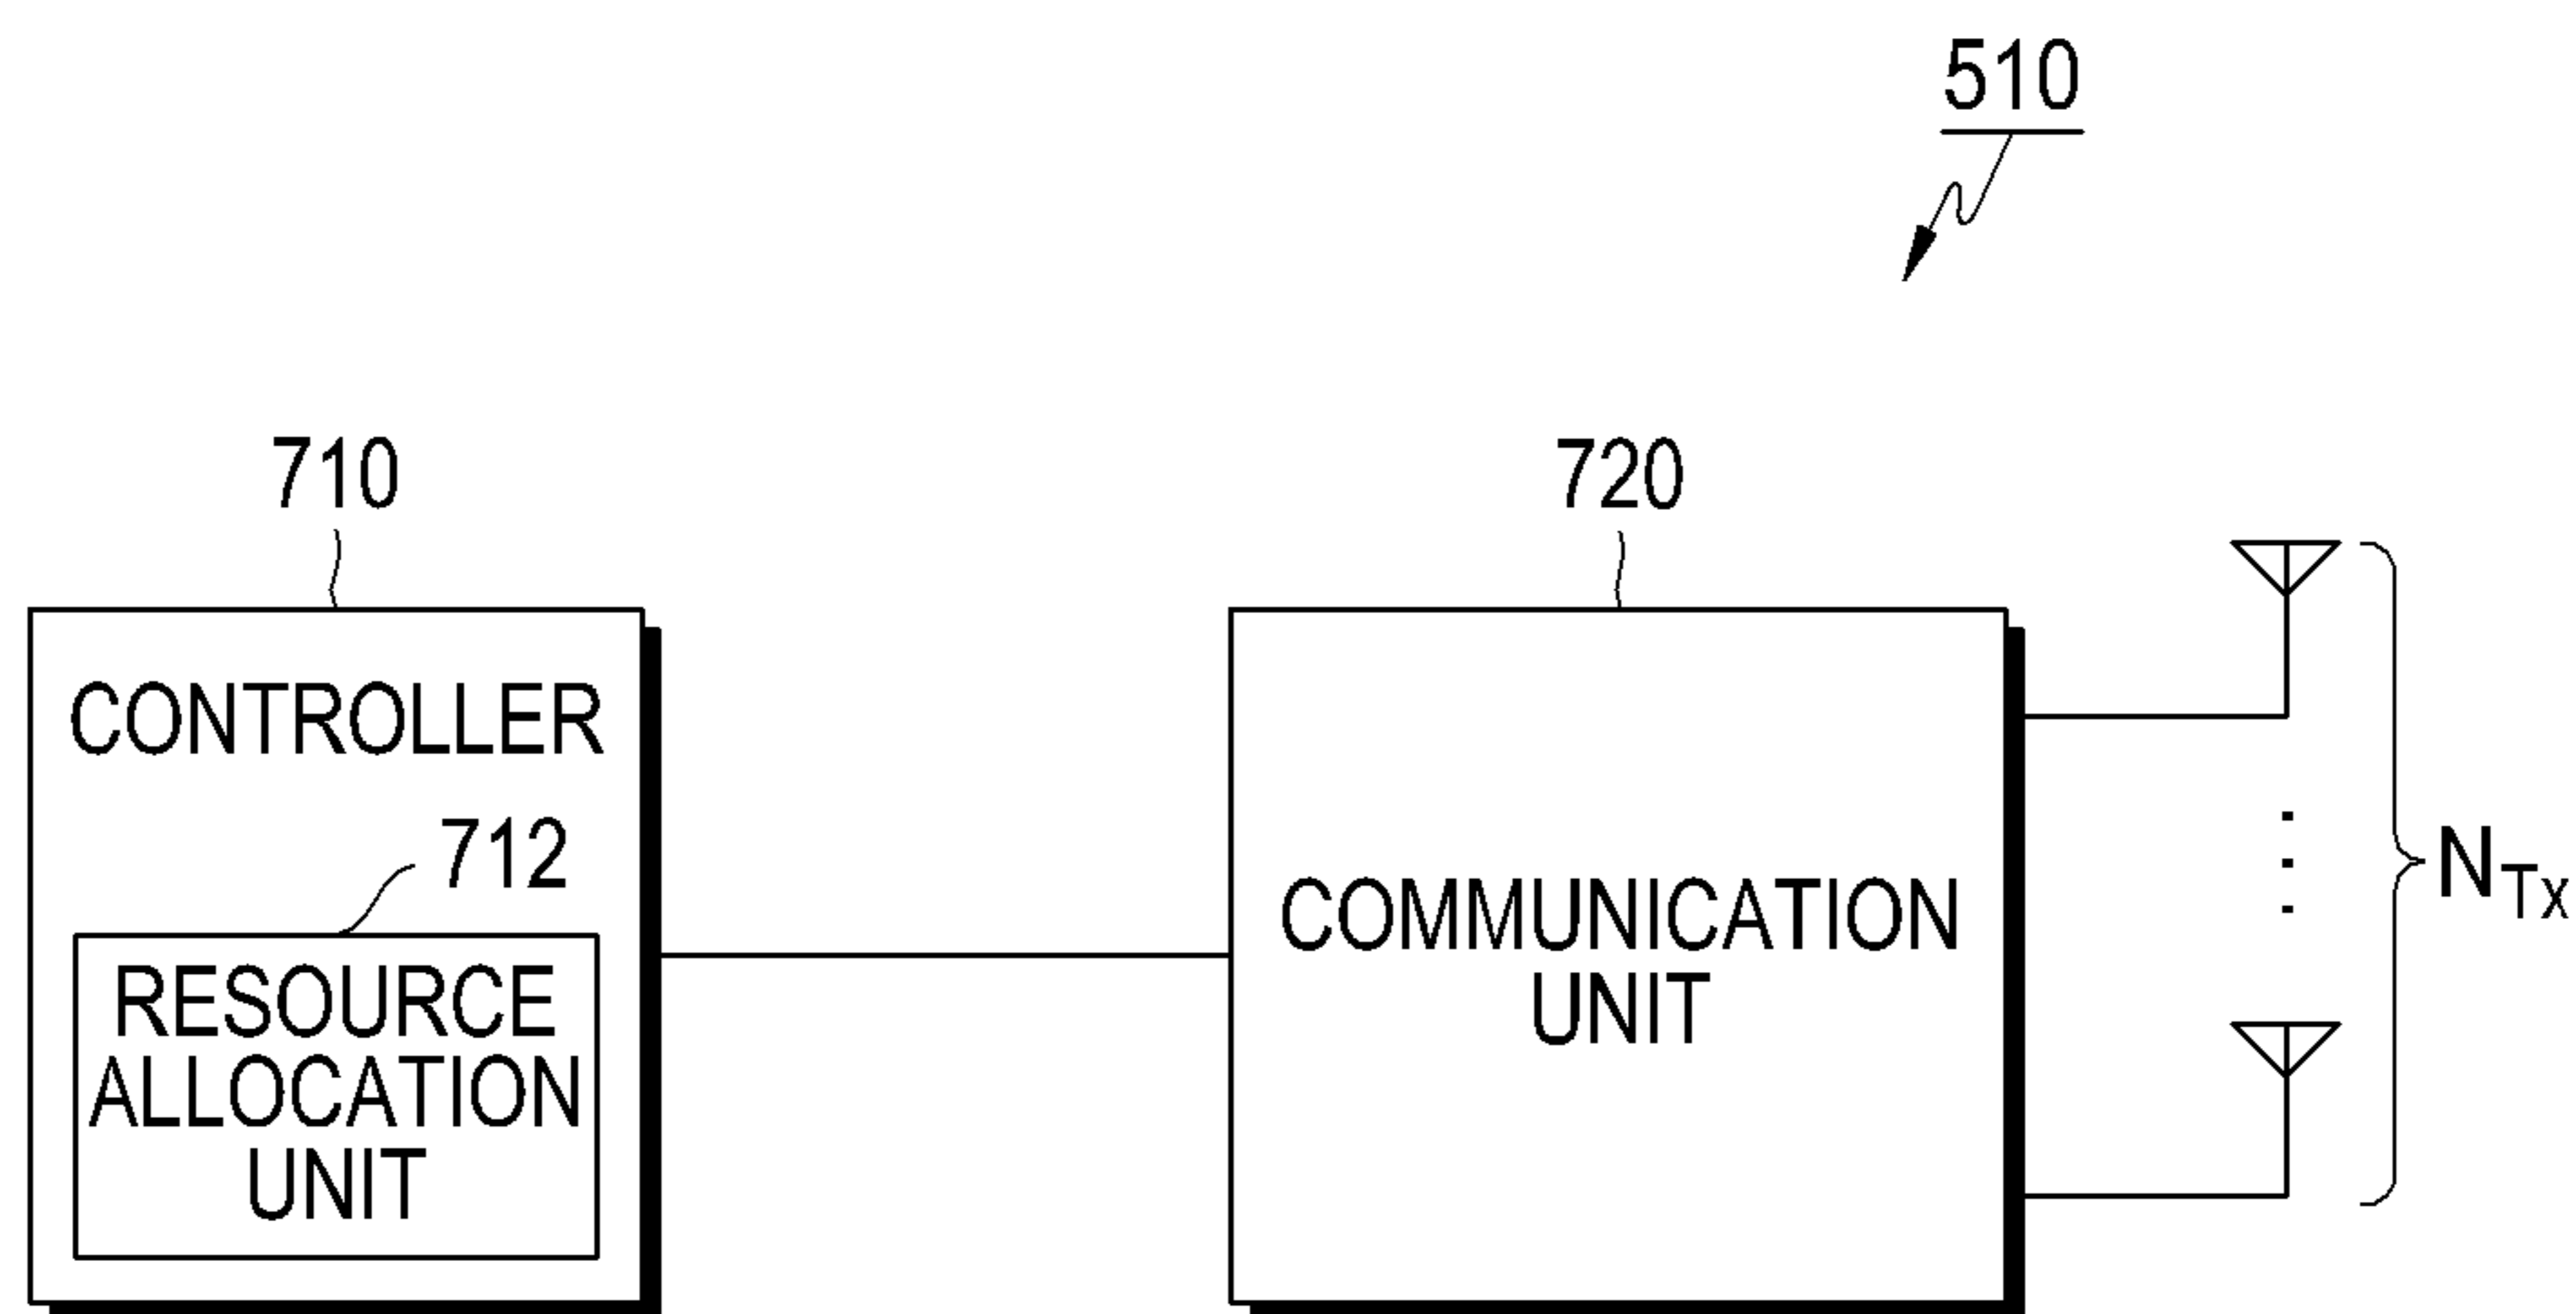 510
710
720
CONTROLLER
712
RESOURCE
ALLOCATION
UNIT
COMMUNICATION
UNIT
NTx